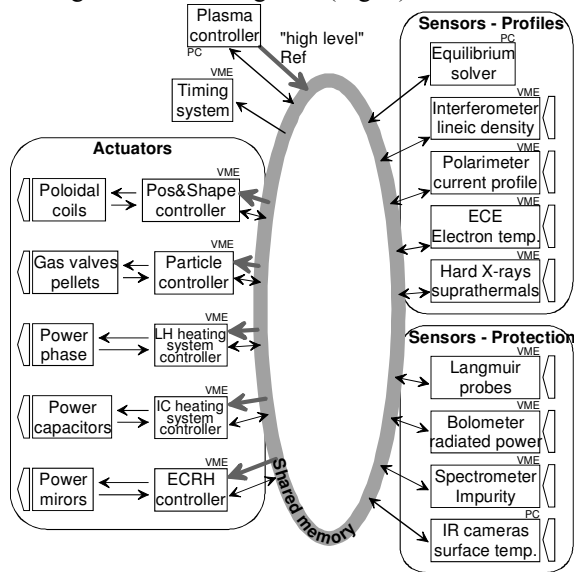 Plasma
controller
PC
"high level"
Ref
VME
Timing
system
Sensors - Profiles
PC
Equilibrium
solver
VME
Interferometer
lineic density
VME
Polarimeter
current profile
VME
ECE
Electron temp.
VME
Hard X-rays
suprathermals
Actuators
VME
Poloidal
coils
Pos&Shape
controller
VME
Gas valves
pellets
Particle
controller
VME
Power
phase
LH heating
system
controller
VME
Power
capacitors
IC heating
system
controller
VME
Power
mirors
ECRH
controller
Shared memory
Sensors - Protection
VME
Langmuir
probes
VME
Bolometer
radiated power
VME
Spectrometer
Impurity
PC
IR cameras
surface temp.